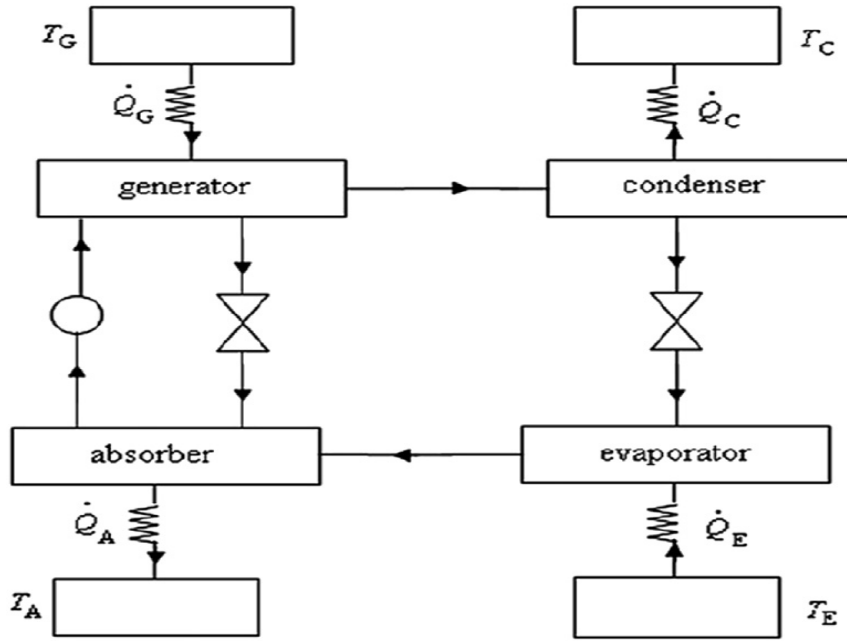 T_G
T_C
Q̇_G
Q̇_C
generator
condenser
absorber
evaporator
Q̇_A
Q̇_E
T_A
T_E